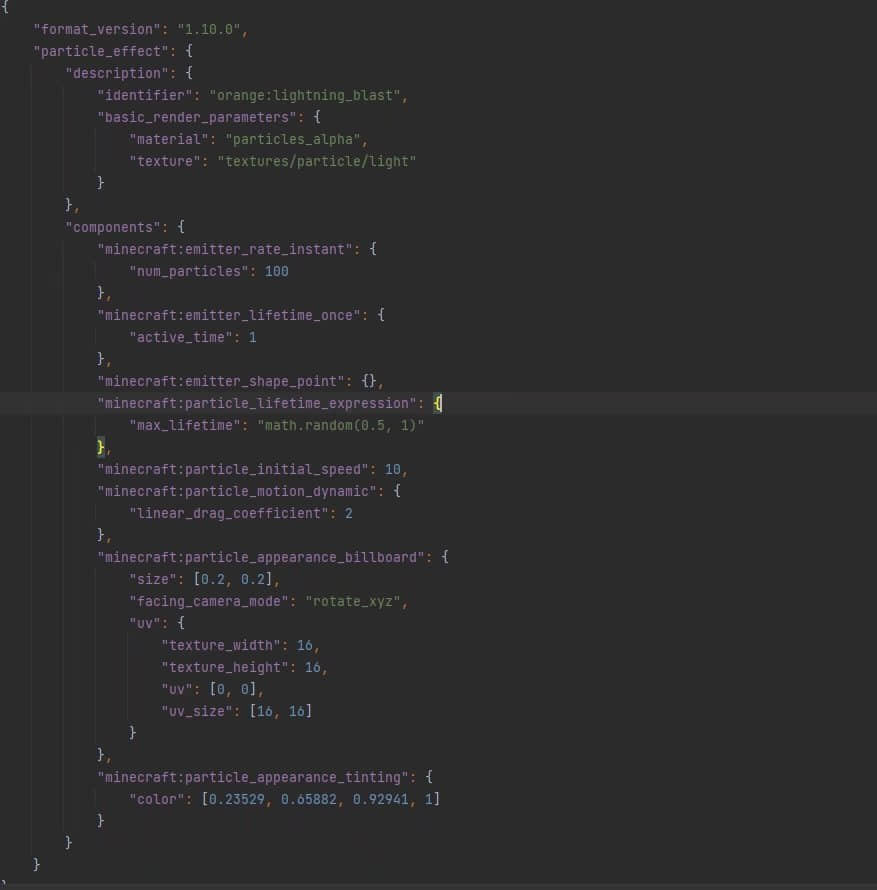 {
    "format_version": "1.10.0",
    "particle_effect": {
        "description": {
            "identifier": "orange:lightning_blast",
            "basic_render_parameters": {
                "material": "particles_alpha",
                "texture": "textures/particle/light"
            }
        },
        "components": {
            "minecraft:emitter_rate_instant": {
                "num_particles": 100
            },
            "minecraft:emitter_lifetime_once": {
                "active_time": 1
            },
            "minecraft:emitter_shape_point": {},
            "minecraft:particle_lifetime_expression": {
                "max_lifetime": "math.random(0.5, 1)"
            },
            "minecraft:particle_initial_speed": 10,
            "minecraft:particle_motion_dynamic": {
                "linear_drag_coefficient": 2
            },
            "minecraft:particle_appearance_billboard": {
                "size": [0.2, 0.2],
                "facing_camera_mode": "rotate_xyz",
                "uv": {
                    "texture_width": 16,
                    "texture_height": 16,
                    "uv": [0, 0],
                    "uv_size": [16, 16]
                }
            },
            "minecraft:particle_appearance_tinting": {
                "color": [0.23529, 0.65882, 0.92941, 1]
            }
        }
    }